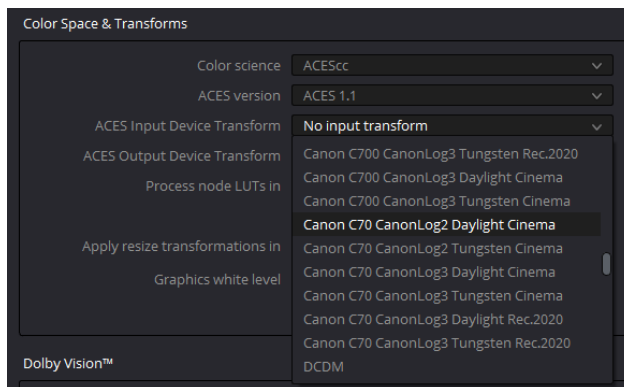 Color Space & Transforms
Color science ACEScc
ACES version ACES 1.1
ACES Input Device Transform No input transform
ACES Output Device Transform Canon C700 CanonLog3 Tungsten Rec.2020
Canon C700 CanonLog3 Daylight Cinema
Process node LUTs in Canon C700 CanonLog3 Tungsten Cinema
Canon C70 CanonLog2 Daylight Cinema
Apply resize transformations in Canon C70 CanonLog2 Tungsten Cinema
Graphics white level Canon C70 CanonLog3 Daylight Cinema
Canon C70 CanonLog3 Tungsten Cinema
Canon C70 CanonLog3 Daylight Rec.2020
Canon C70 CanonLog3 Tungsten Rec.2020
Dolby Vision™ DCDM